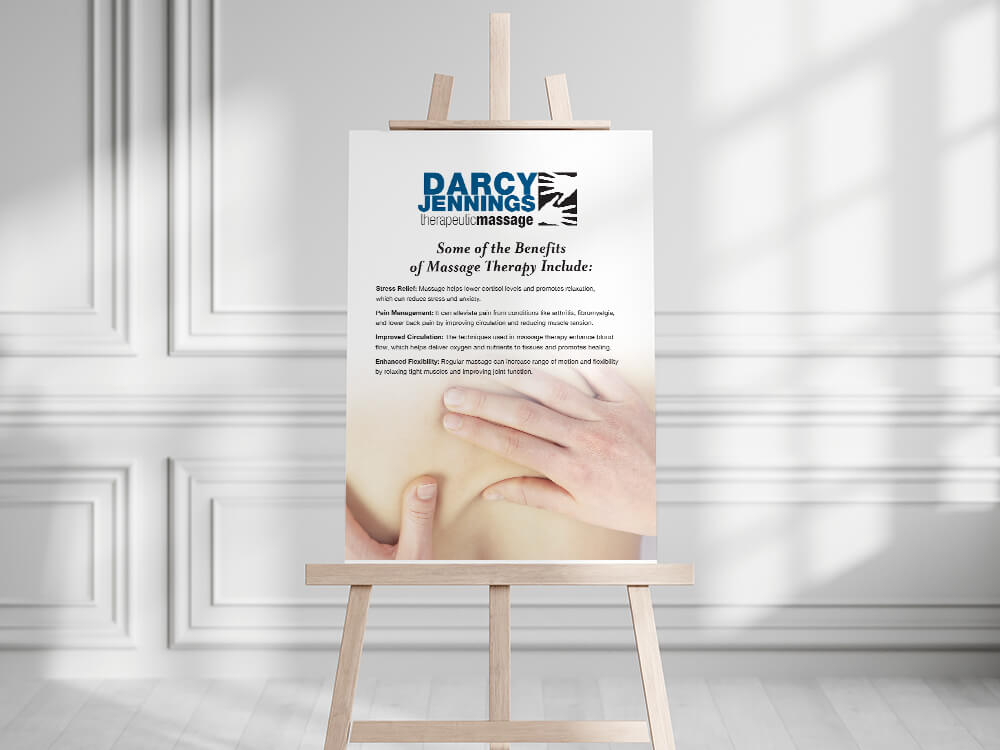 DARCY
JENNINGS
therapeuticmassage
Some of the Benefits
of Massage Therapy Include:
Stress Relief: Massage helps lower cortisol levels and promotes relaxation,
which can reduce stress and anxiety.
Pain Management: It can alleviate pain from conditions like arthritis, fibromyalgia,
and lower back pain by improving circulation and reducing muscle tension.
Improved Circulation: The techniques used in massage therapy enhance blood
flow, which helps deliver oxygen and nutrients to tissues and promotes healing.
Enhanced Flexibility: Regular massage can increase range of motion and flexibility
by relaxing tight muscles and improving joint function.